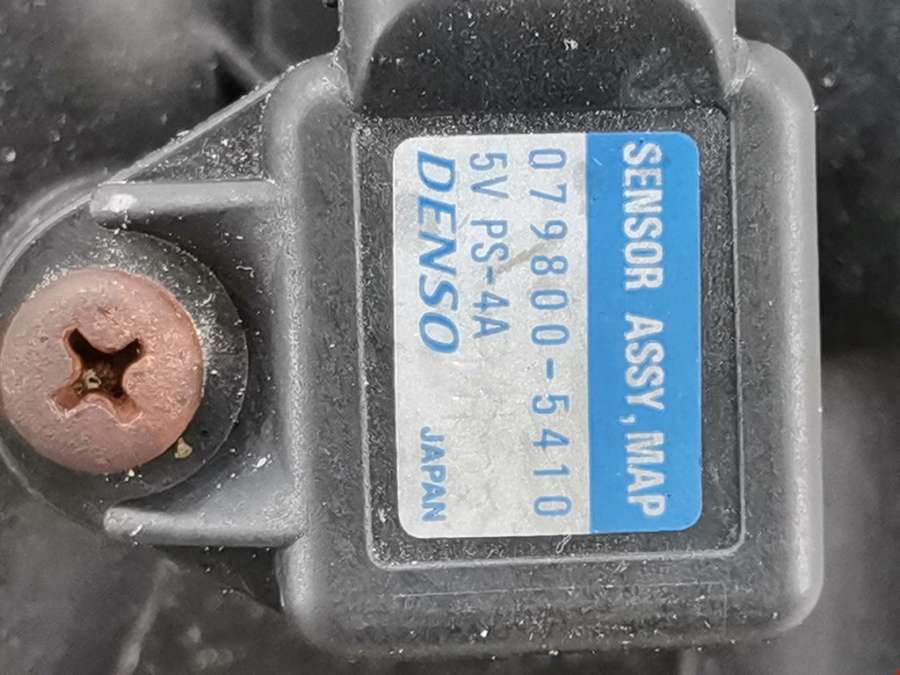 SENSOR ASSY, MAP
079800-5410
5V PS-4A
DENSO JAPAN